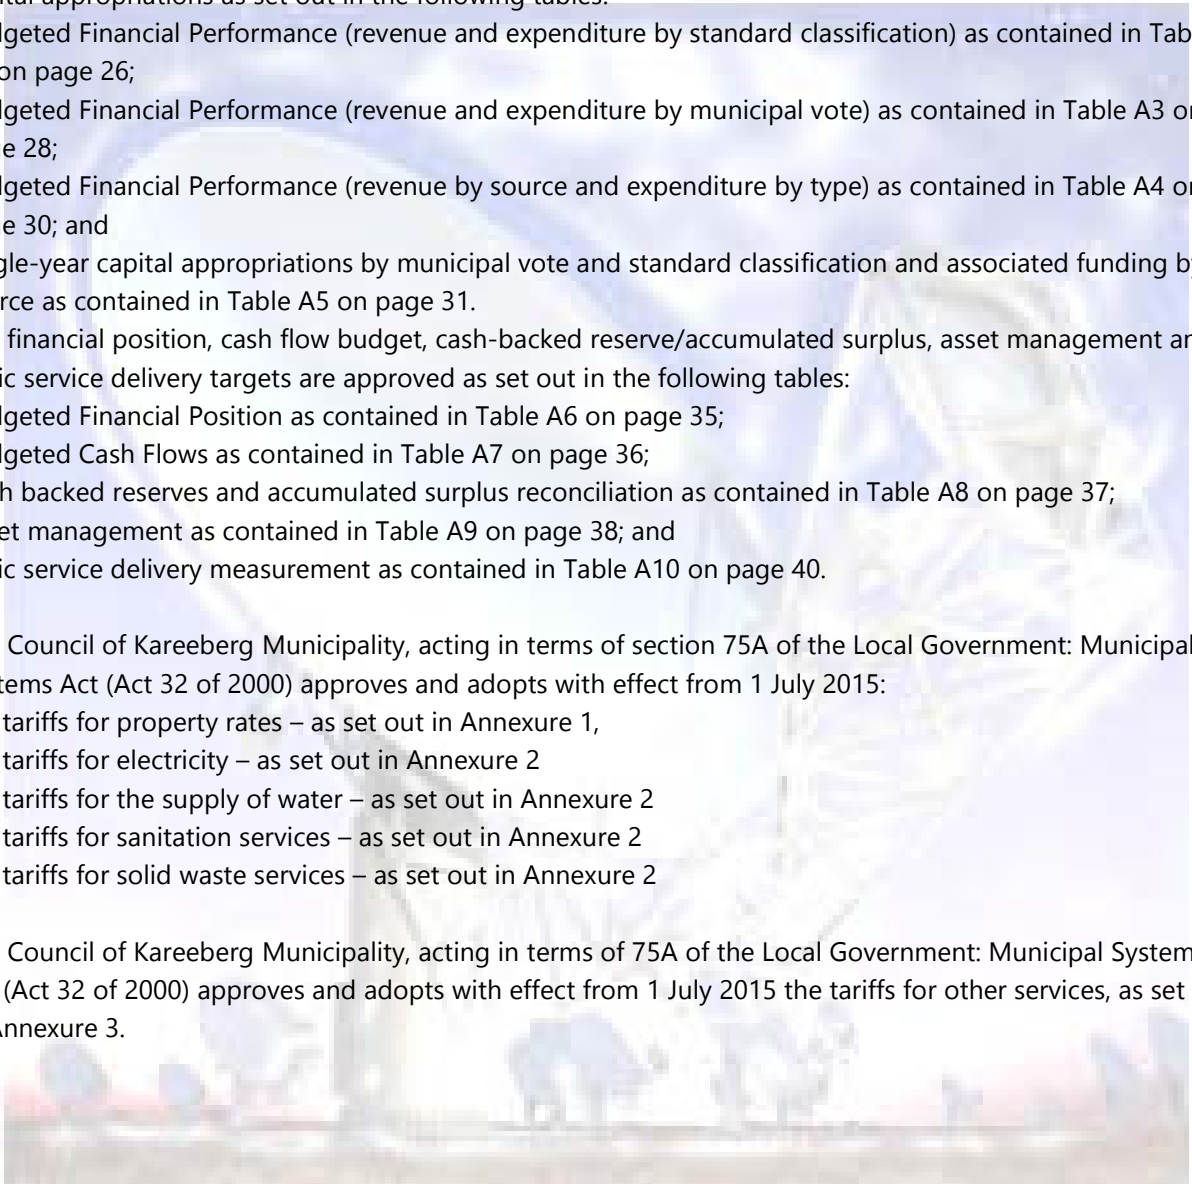 ital appropriations as set out in the following tables:
dgeted Financial Performance (revenue and expenditure by standard classification) as contained in Tab
on page 26;
dgeted Financial Performance (revenue and expenditure by municipal vote) as contained in Table A3 o
e 28;
dgeted Financial Performance (revenue by source and expenditure by type) as contained in Table A4 o
e 30; and
gle-year capital appropriations by municipal vote and standard classification and associated funding by
rce as contained in Table A5 on page 31.
financial position, cash flow budget, cash-backed reserve/accumulated surplus, asset management an
ic service delivery targets are approved as set out in the following tables:
dgeted Financial Position as contained in Table A6 on page 35;
dgeted Cash Flows as contained in Table A7 on page 36;
h backed reserves and accumulated surplus reconciliation as contained in Table A8 on page 37;
et management as contained in Table A9 on page 38; and
ic service delivery measurement as contained in Table A10 on page 40.
Council of Kareeberg Municipality, acting in terms of section 75A of the Local Government: Municipal
tems Act (Act 32 of 2000) approves and adopts with effect from 1 July 2015:
tariffs for property rates – as set out in Annexure 1,
tariffs for electricity – as set out in Annexure 2
tariffs for the supply of water – as set out in Annexure 2
tariffs for sanitation services – as set out in Annexure 2
tariffs for solid waste services – as set out in Annexure 2
Council of Kareeberg Municipality, acting in terms of 75A of the Local Government: Municipal System
(Act 32 of 2000) approves and adopts with effect from 1 July 2015 the tariffs for other services, as set
Annexure 3.